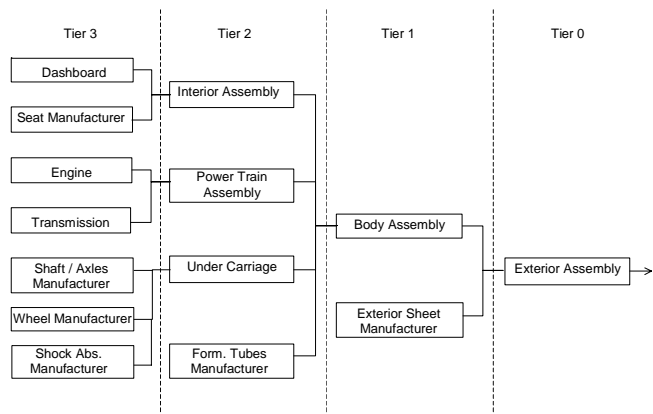 Tier 3
Tier 2
Tier 1
Tier 0
Dashboard
Seat Manufacturer
Engine
Transmission
Shaft / Axles
Manufacturer
Wheel Manufacturer
Shock Abs.
Manufacturer
Interior Assembly
Power Train
Assembly
Under Carriage
Form. Tubes
Manufacturer
Body Assembly
Exterior Sheet
Manufacturer
Exterior Assembly